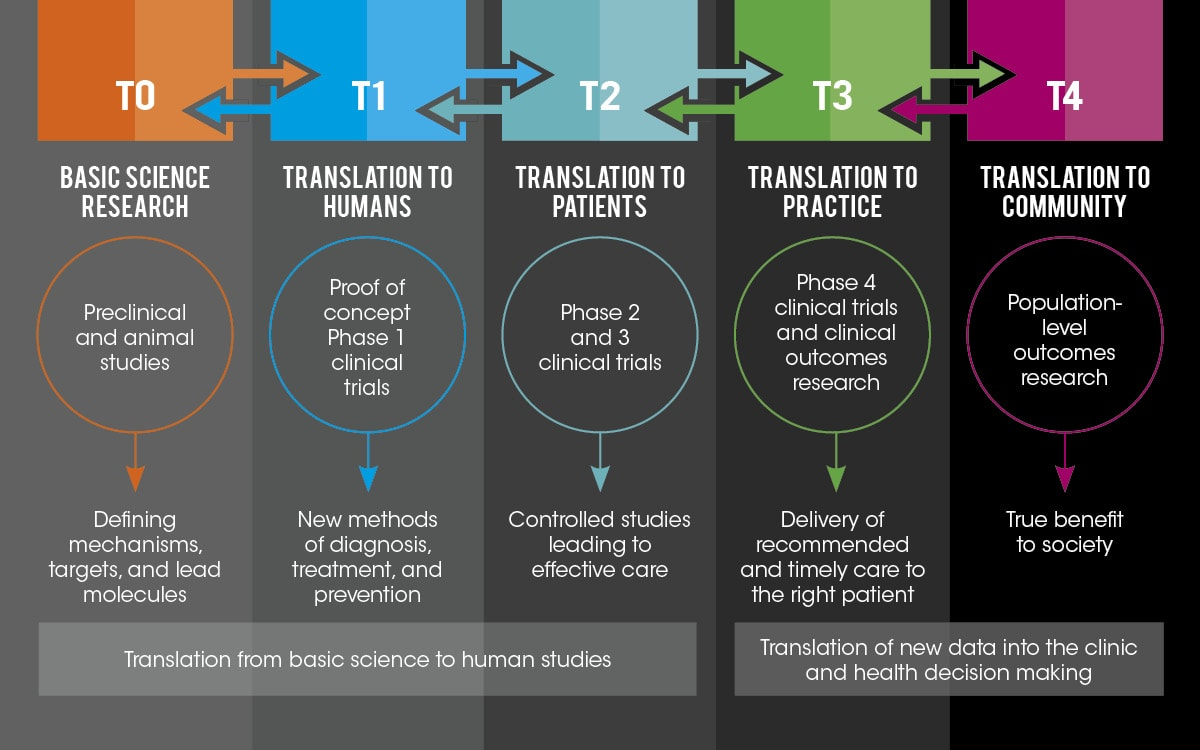 T0
T1
T2
T3
T4
BASIC SCIENCE
RESEARCH
TRANSLATION TO
HUMANS
TRANSLATION TO
PATIENTS
TRANSLATION TO
PRACTICE
TRANSLATION TO
COMMUNITY
Preclinical
and animal
studies
Proof of
concept
Phase 1
clinical
trials
Phase 2
and 3
clinical trials
Phase 4
clinical trials
and clinical
outcomes
research
Population-
level
outcomes
research
Defining
mechanisms,
targets, and lead
molecules
New methods
of diagnosis,
treatment, and
prevention
Controlled studies
leading to
effective care
Delivery of
recommended
and timely care to
the right patient
True benefit
to society
Translation from basic science to human studies
Translation of new data into the clinic
and health decision making